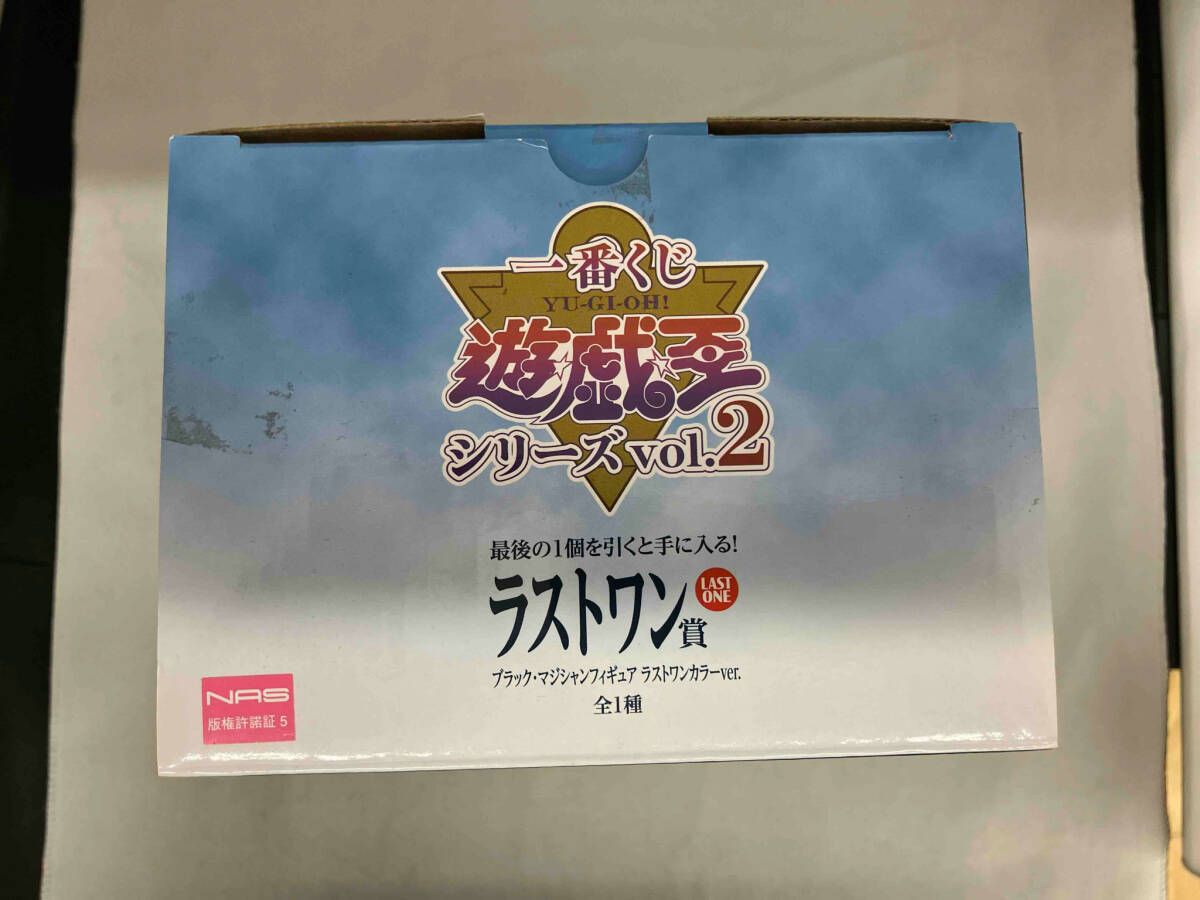 一番くじ
YU-GI-OH!
遊☆戯☆王
シリーズ vol.2
最後の1個を引くと手に入る!
ラストワン賞
LAST
ONE
ブラック・マジシャンフィギュア ラストワンカラーver.
全1種
NAS
版権許諾証 5